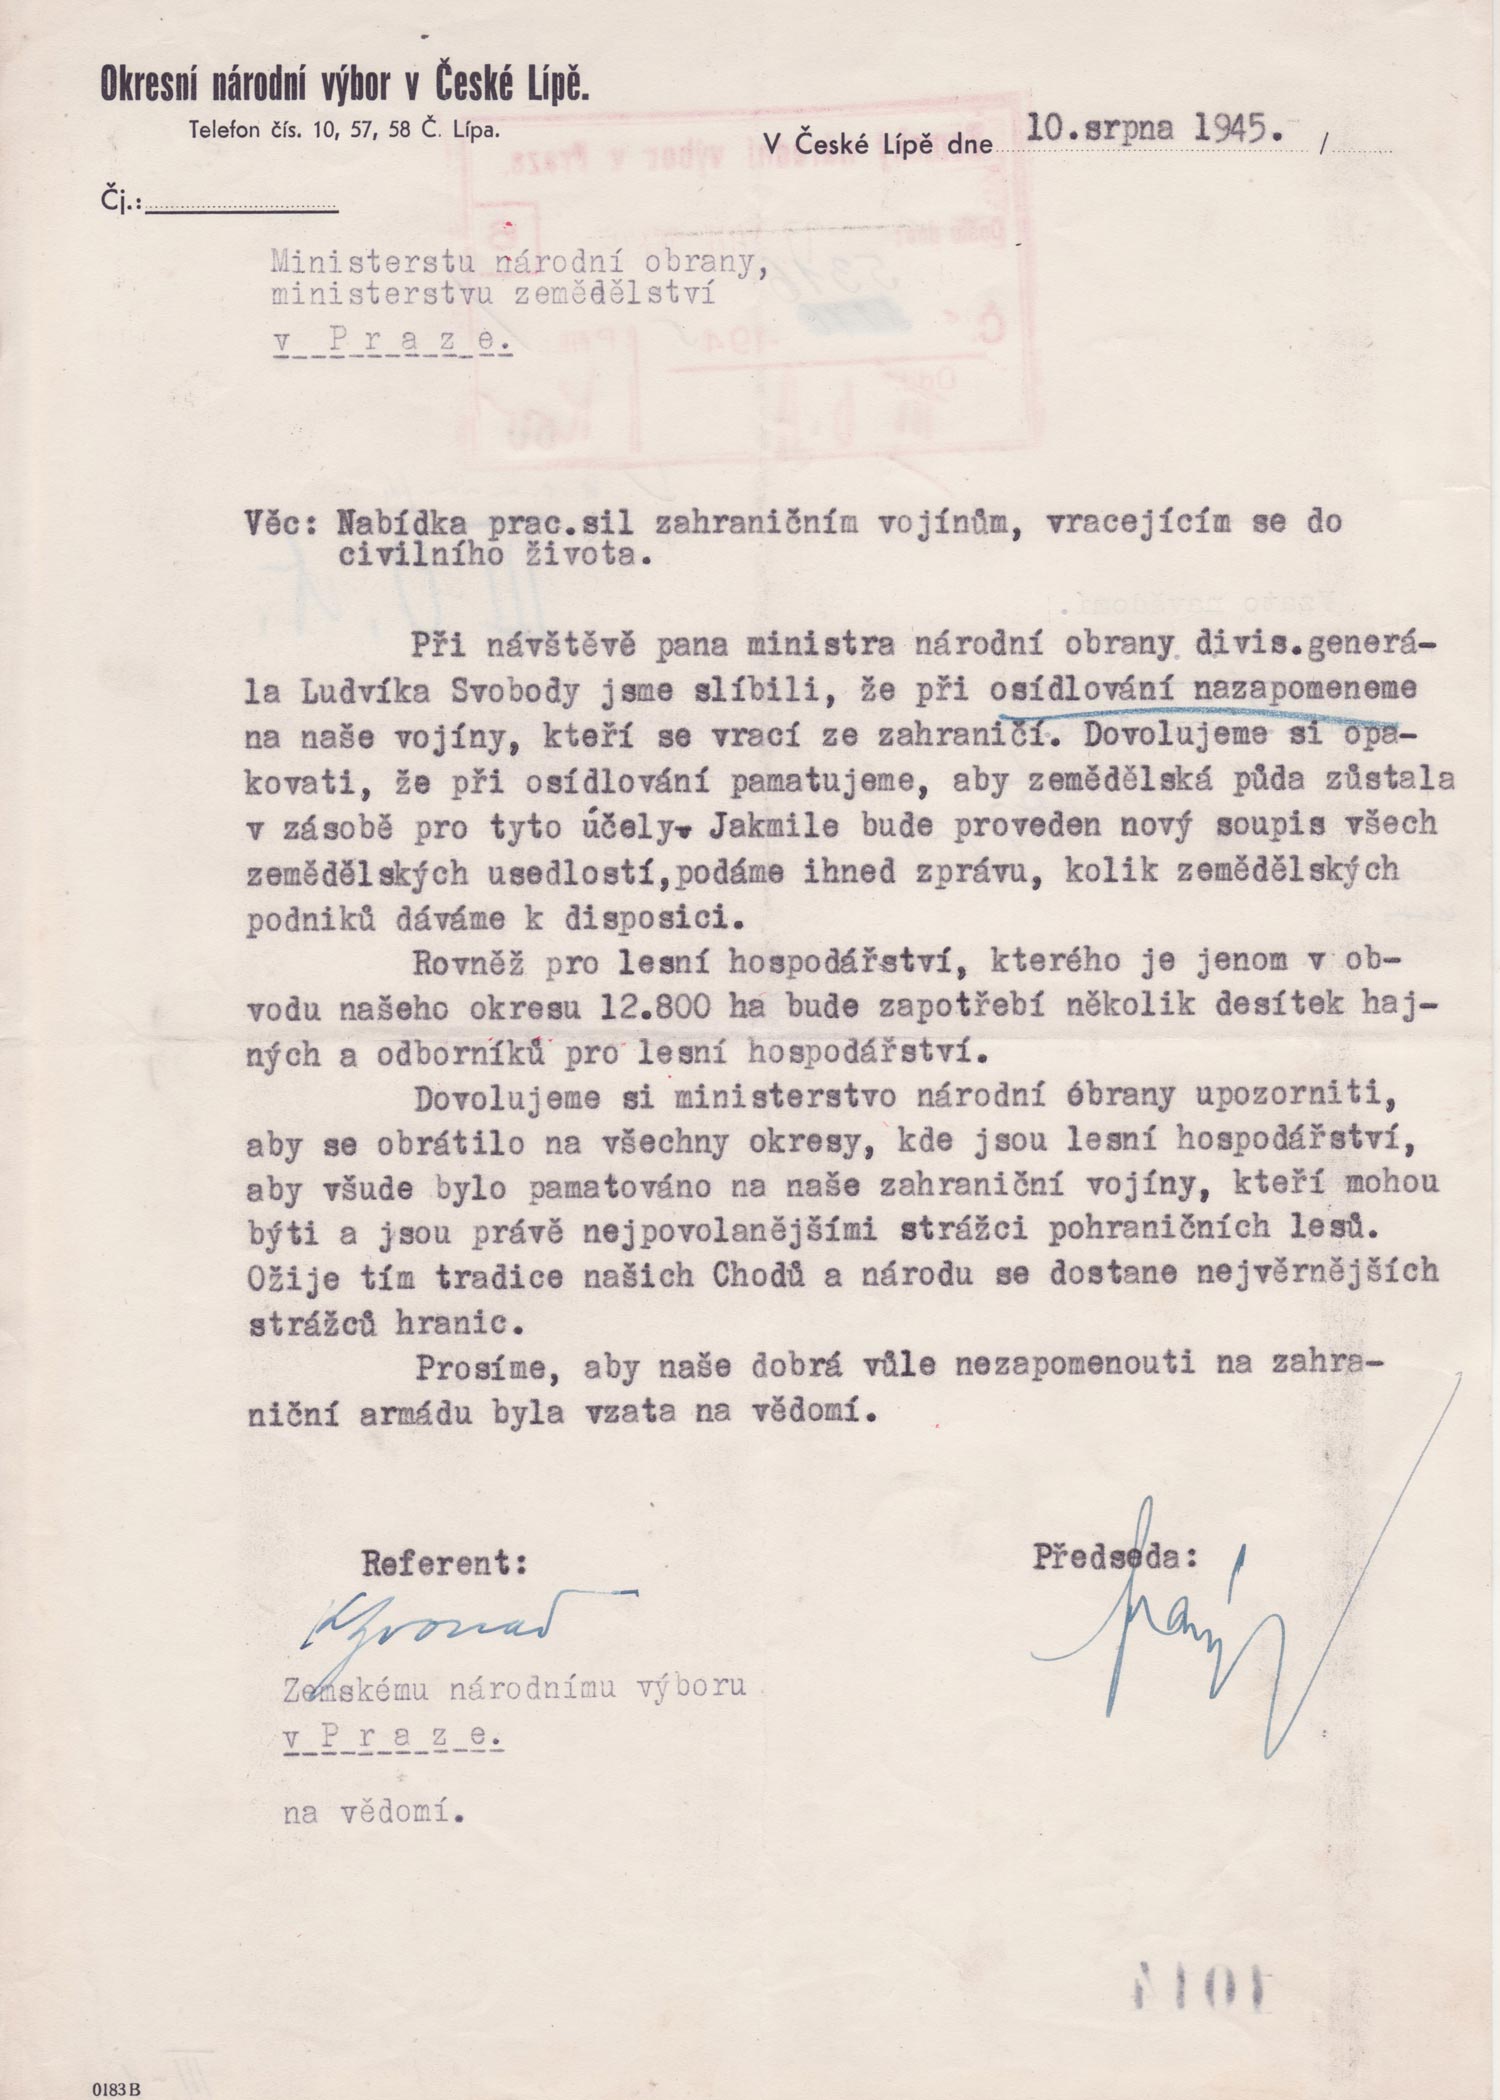 Okresní národní výbor v České Lípě.
Telefon čís. 10, 57, 58 Č. Lípa.
V České Lípě dne 10.srpna 1945. /
Čj.:
Ministerstu národní obrany,
ministerstvu zemědělství
v Praze.
Věc: Nabídka prac.sil zahraničním vojínům, vracejícím se do
civilního života.
Při návštěvě pana ministra národní obrany divis.generá-
la Ludvíka Svobody jsme slíbili, že při osídlování nazapomeneme
na naše vojíny, kteří se vrací ze zahraničí. Dovolujeme si opa-
kovati, že při osídlování pamatujeme, aby zemědělská půda zůstala
v zásobě pro tyto účely. Jakmile bude proveden nový soupis všech
zemědělských usedlostí,podáme ihned zprávu, kolik zemědělských
podniků dáváme k disposici.
Rovněž pro lesní hospodářství, kterého je jenom v ob-
vodu našeho okresu 12.800 ha bude zapotřebí několik desítek haj-
ných a odborníků pro lesní hospodářství.
Dovolujeme si ministerstvo národní obrany upozorniti,
aby se obrátilo na všechny okresy, kde jsou lesní hospodářství,
aby všude bylo pamatováno na naše zahraniční vojíny, kteří mohou
býti a jsou právě nejpovolanějšími strážci pohraničních lesů.
Ožije tím tradice našich Chodů a národu se dostane nejvěrnějších
strážců hranic.
Prosíme, aby naše dobrá vůle nezapomenouti na zahra-
niční armádu byla vzata na vědomí.
Referent:
Předseda:
Zemskému národnímu výboru
v Praze.
na vědomí.
1014
0183 B